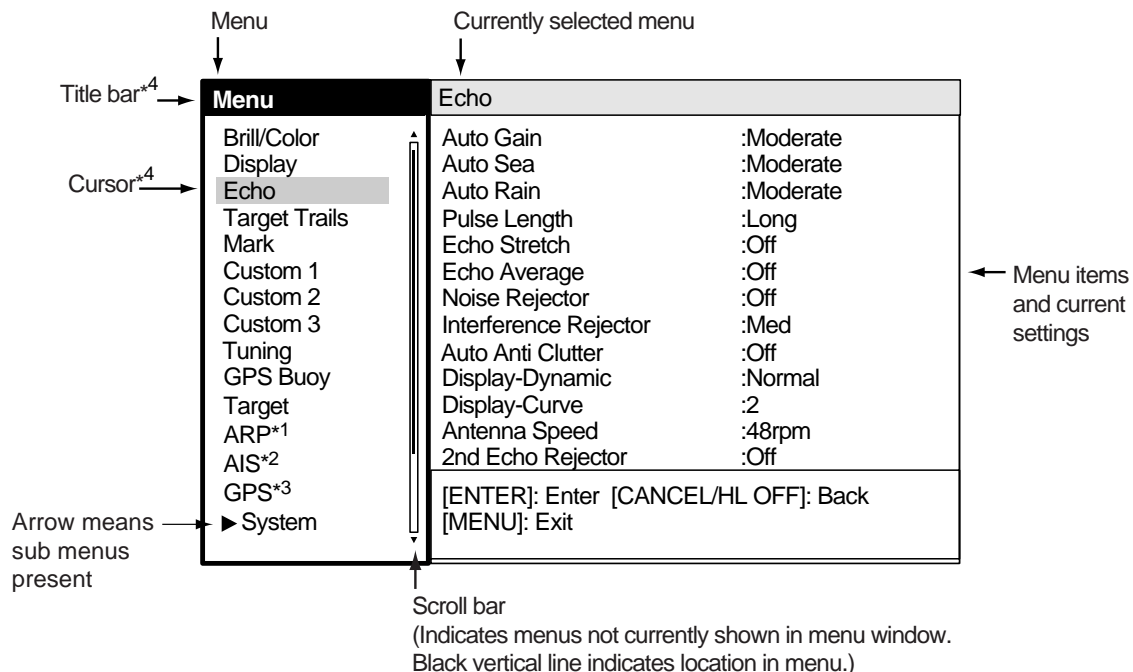 Menu
Currently selected menu
Title bar*4
Menu
Echo
Brill/Color
Display
Cursor*4
Echo
Target Trails
Mark
Custom 1
Custom 2
Custom 3
Tuning
GPS Buoy
Target
ARP*1
AIS*2
GPS*3
▶ System
Arrow means
sub menus
present
Auto Gain :Moderate
Auto Sea :Moderate
Auto Rain :Moderate
Pulse Length :Long
Echo Stretch :Off
Echo Average :Off
Noise Rejector :Off
Interference Rejector :Med
Auto Anti Clutter :Off
Display-Dynamic :Normal
Display-Curve :2
Antenna Speed :48rpm
2nd Echo Rejector :Off
[ENTER]: Enter [CANCEL/HL OFF]: Back
[MENU]: Exit
Menu items
and current
settings
Scroll bar
(Indicates menus not currently shown in menu window.
Black vertical line indicates location in menu.)